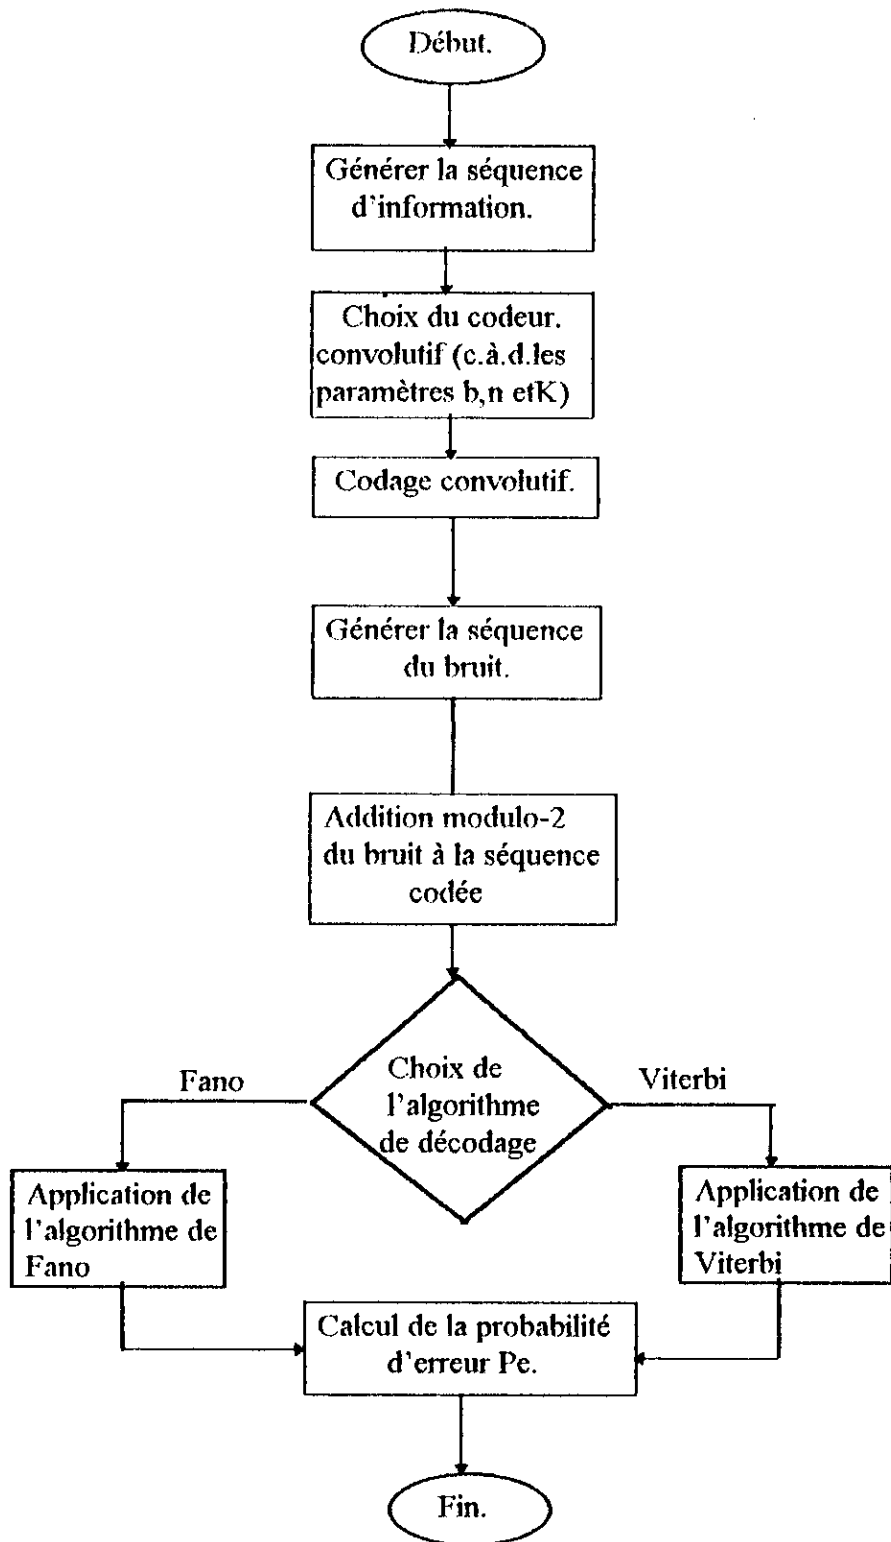 Début.
Générer la séquence
d'information.
Choix du codeur.
convolutif (c.à.d.les
paramètres b,n etK)
Codage convolutif.
Générer la séquence
du bruit.
Addition modulo-2
du bruit à la séquence
codée
Choix de
l'algorithme
de décodage
Fano
Viterbi
Application de
l'algorithme de
Fano
Application de
l'algorithme de
Viterbi
Calcul de la probabilité
d'erreur Pe.
Fin.